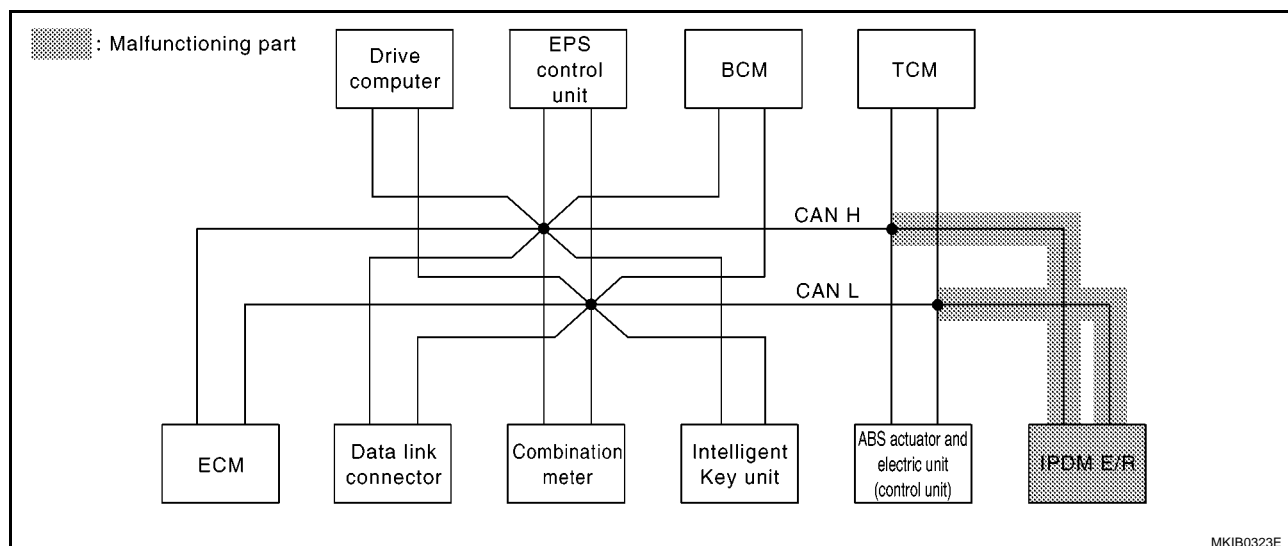 : Malfunctioning part
Drive
computer
EPS
control
unit
BCM
TCM
CAN H
CAN L
ECM
Data link
connector
Combination
meter
Intelligent
Key unit
ABS actuator and
electric unit
(control unit)
IPDM E/R
MKIB0323E